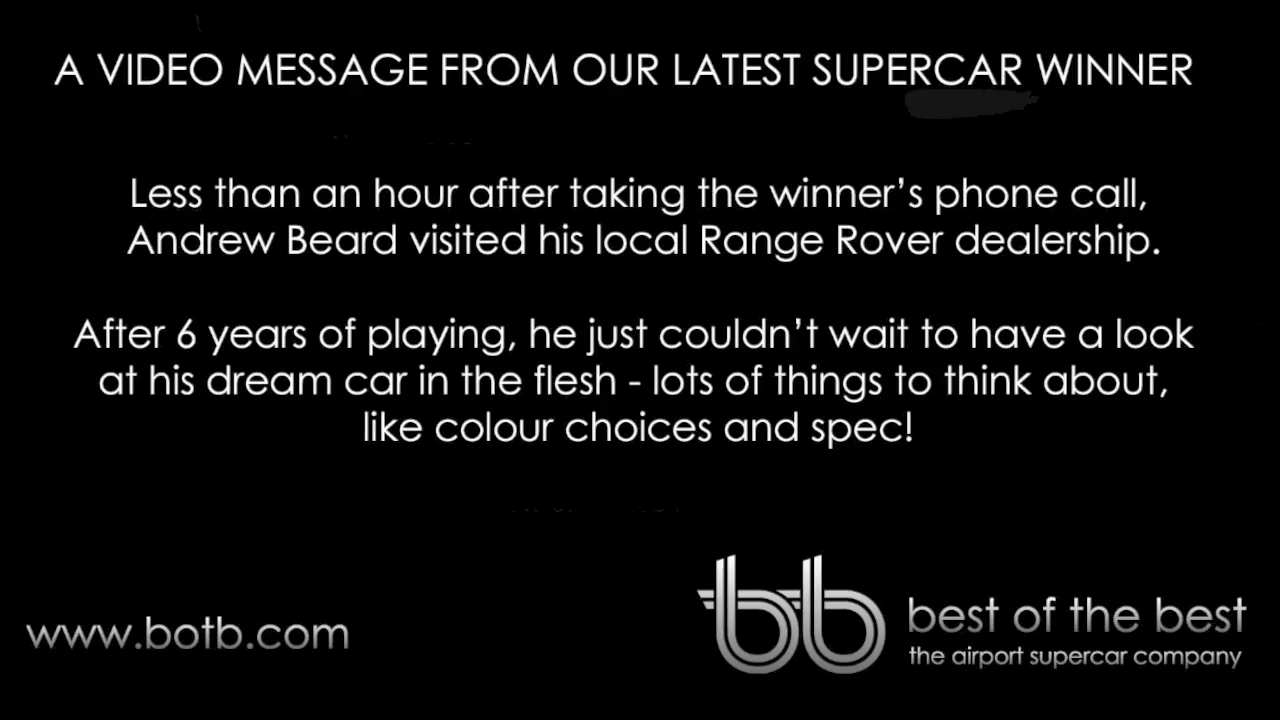 A VIDEO MESSAGE FROM OUR LATEST SUPERCAR WINNER
Less than an hour after taking the winner’s phone call,
Andrew Beard visited his local Range Rover dealership.
After 6 years of playing, he just couldn’t wait to have a look
at his dream car in the flesh - lots of things to think about,
like colour choices and spec!
www.botb.com
bb
best of the best
the airport supercar company